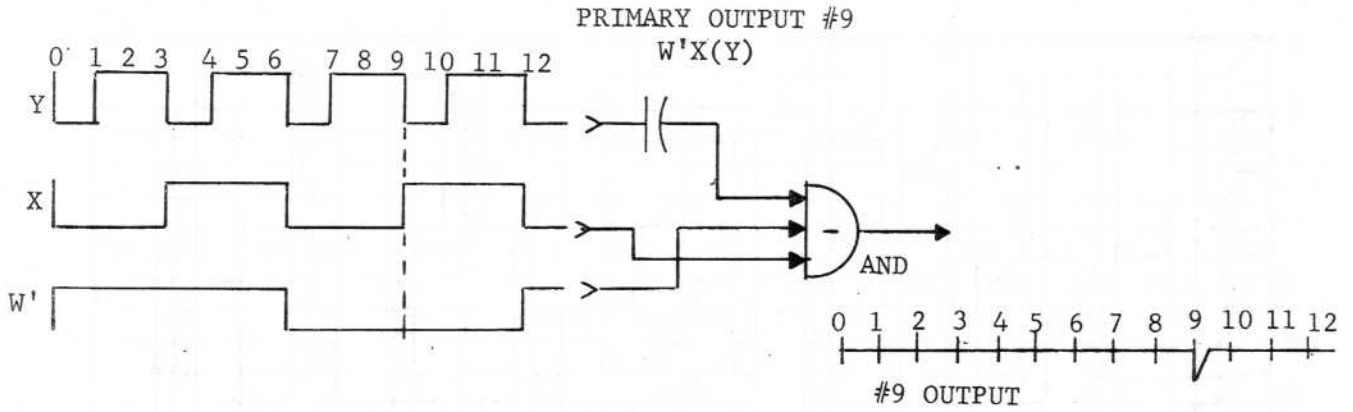 PRIMARY OUTPUT #9
W'X(Y)
0 1 2 3 4 5 6 7 8 9 10 11 12
Y
X
-
AND
W'
0 1 2 3 4 5 6 7 8 9 10 11 12
#9 OUTPUT